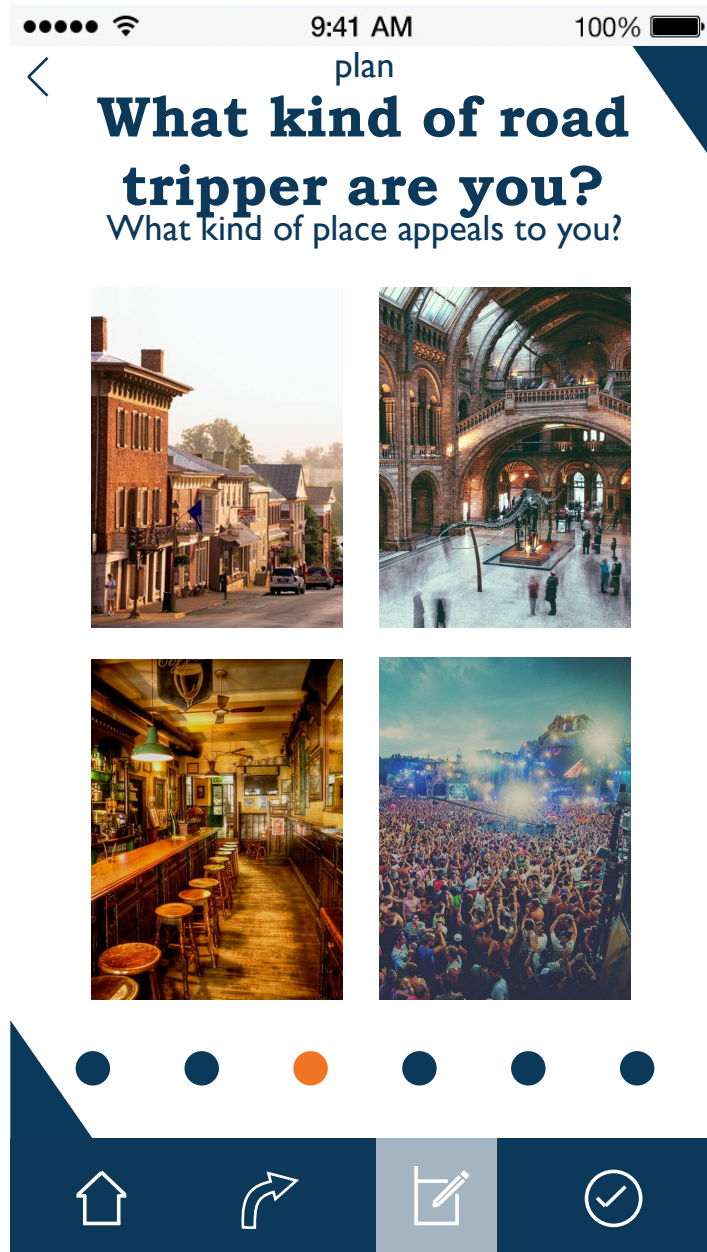 9:41 AM
100%
plan
What kind of road
tripper are you?
What kind of place appeals to you?